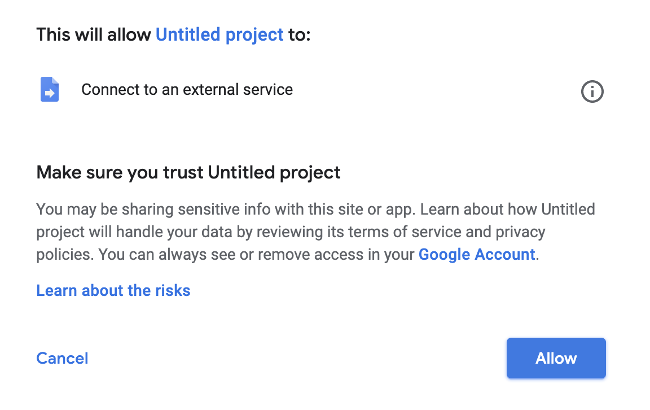 This will allow Untitled project to:
Connect to an external service
Make sure you trust Untitled project
You may be sharing sensitive info with this site or app. Learn about how Untitled
project will handle your data by reviewing its terms of service and privacy
policies. You can always see or remove access in your Google Account.
Learn about the risks
Cancel
Allow